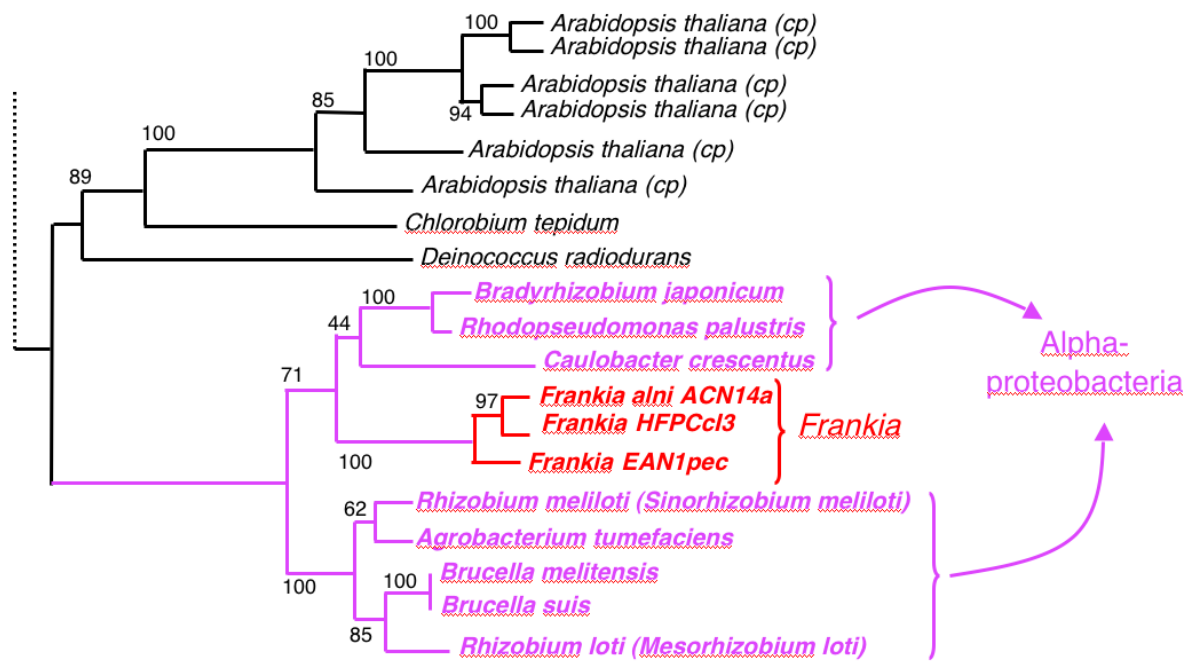 100
Arabidopsis thaliana (cp)
Arabidopsis thaliana (cp)
100
Arabidopsis thaliana (cp)
85
94
Arabidopsis thaliana (cp)
100
Arabidopsis thaliana (cp)
89
Arabidopsis thaliana (cp)
Chlorobium tepidum
Deinococcus radiodurans
100
Bradyrhizobium japonicum
44
Rhodopseudomonas palustris
Caulobacter crescentus
Alpha-
proteobacteria
71
97
Frankia alni ACN14a
Frankia HFPCcI3
Frankia
Frankia EAN1pec
100
62
Rhizobium meliloti (Sinorhizobium meliloti)
Agrobacterium tumefaciens
100
100
Brucella melitensis
Brucella suis
85
Rhizobium loti (Mesorhizobium loti)